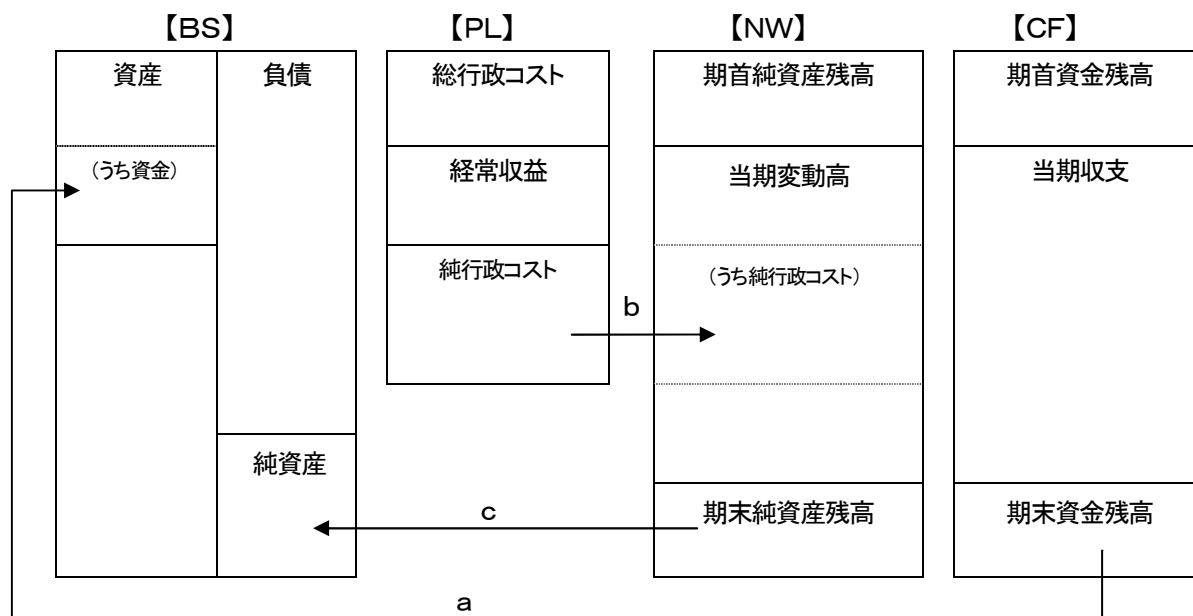 【BS】
【PL】
【NW】
【CF】
資産
負債
総行政コスト
期首純資産残高
期首資金残高
（うち資金）
経常収益
当期変動高
当期収支
純行政コスト
（うち純行政コスト）
b
純資産
c
期末純資産残高
期末資金残高
a